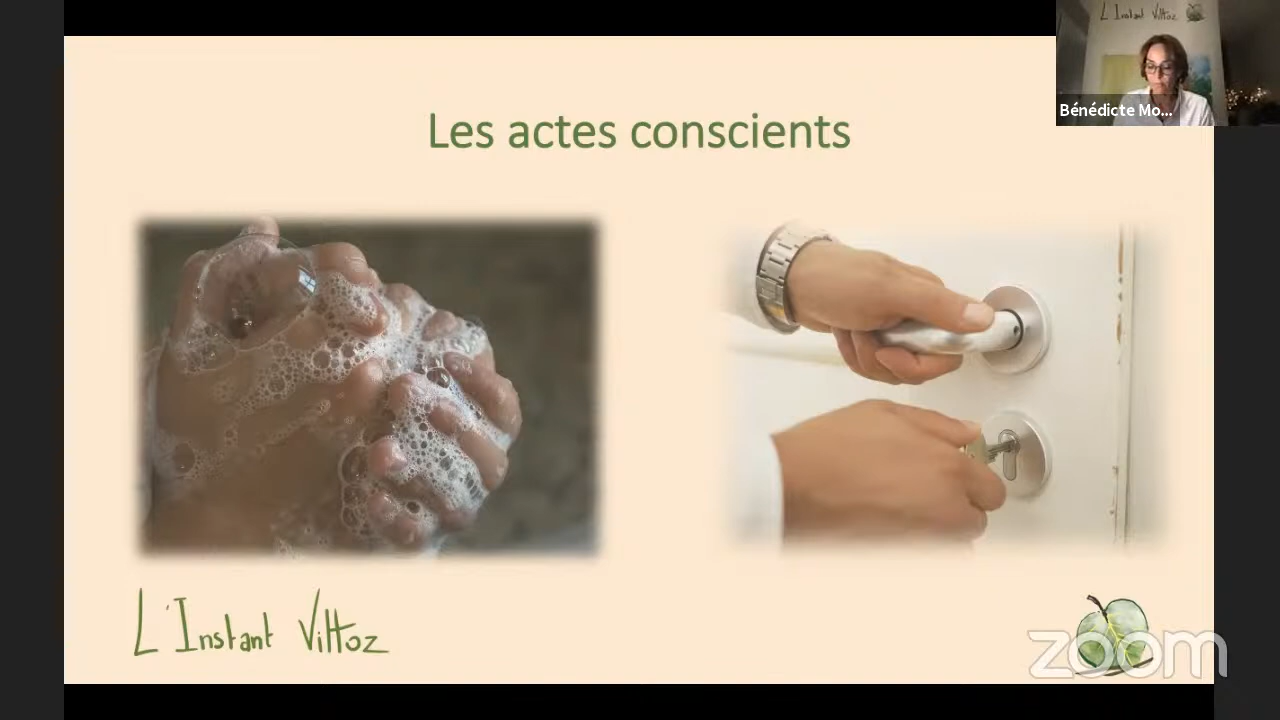 L'Instant Vittoz
Bénédicte Mo...
Les actes conscients
L'Instant Vittoz
zoom